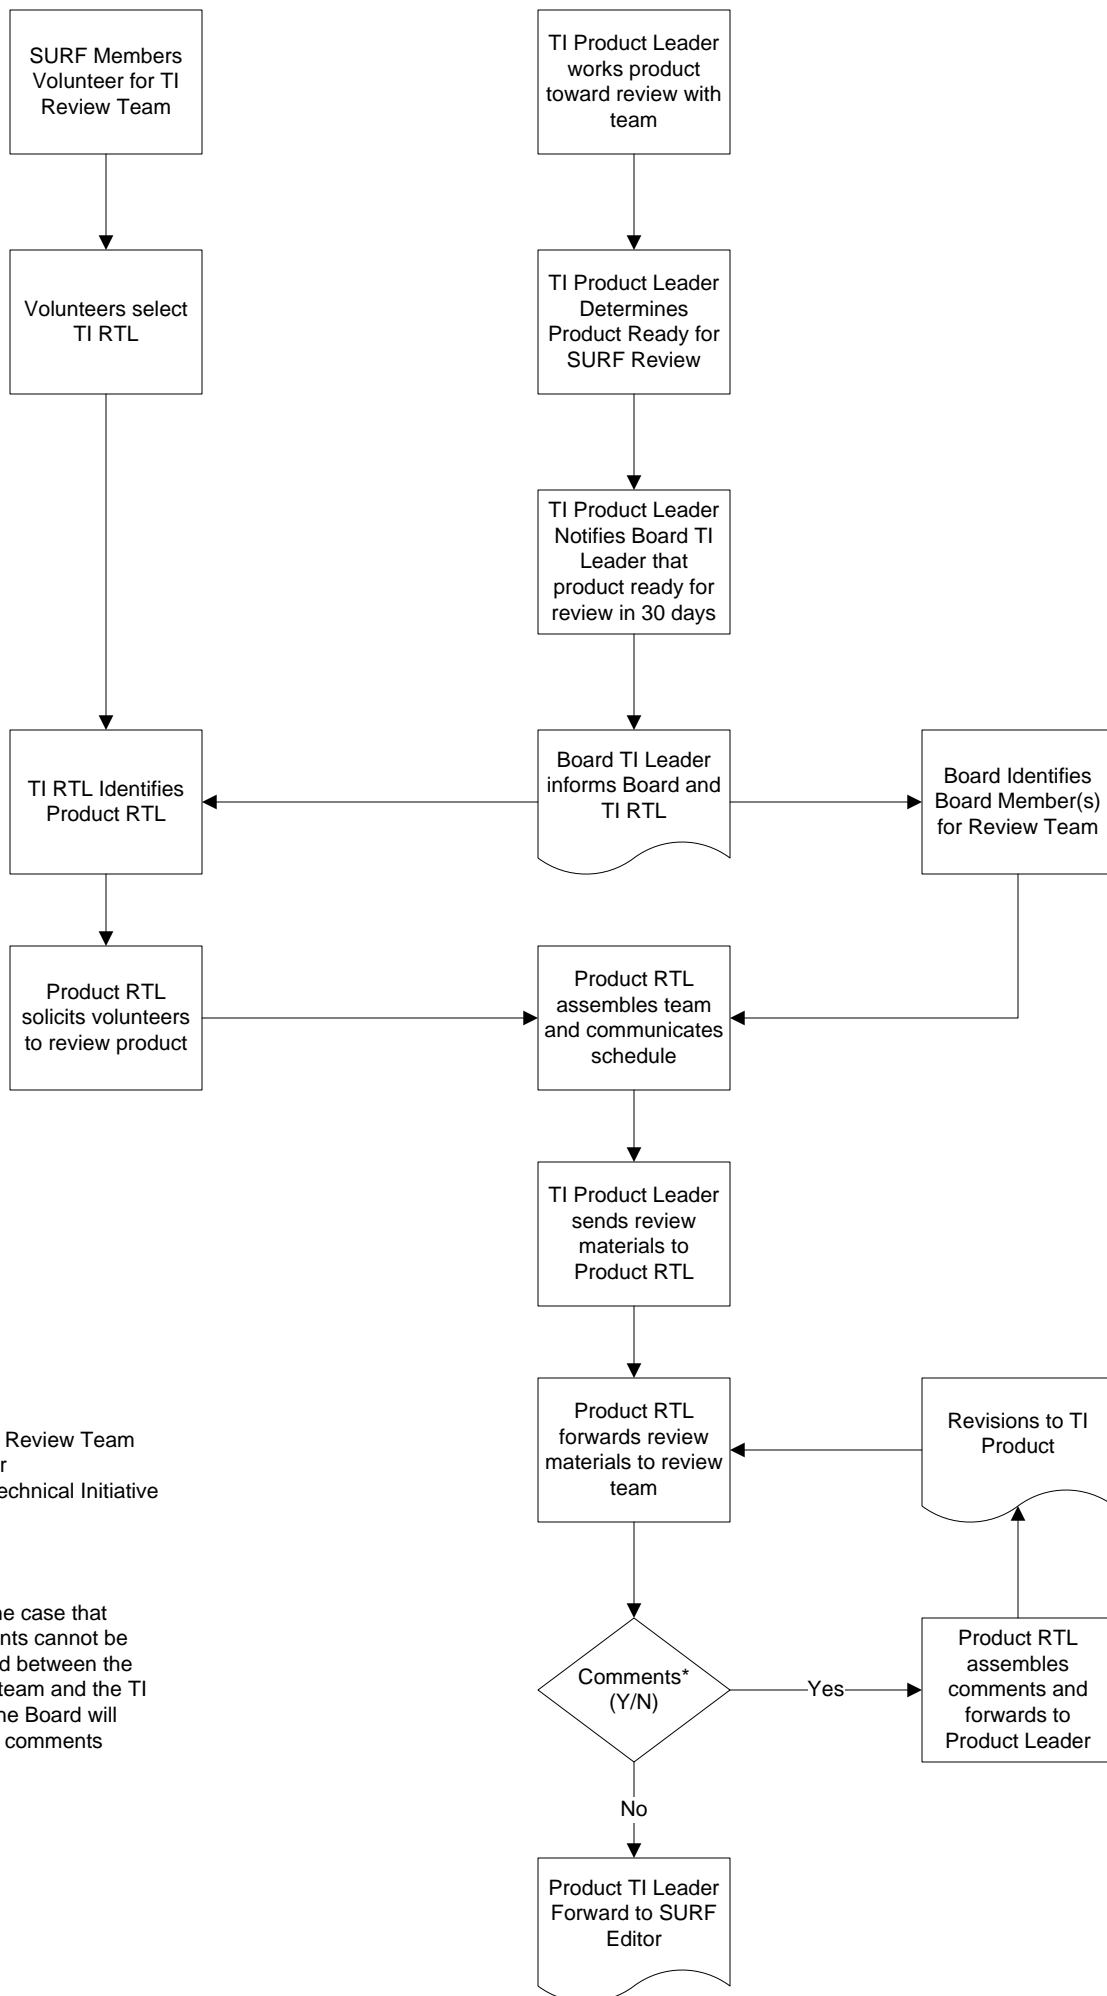 SURF Members
Volunteer for TI
Review Team
TI Product Leader
works product
toward review with
team
Volunteers select
TI RTL
TI Product Leader
Determines
Product Ready for
SURF Review
TI Product Leader
Notifies Board TI
Leader that
product ready for
review in 30 days
TI RTL Identifies
Product RTL
Board TI Leader
informs Board and
TI RTL
Board Identifies
Board Member(s)
for Review Team
Product RTL
solicits volunteers
to review product
Product RTL
assembles team
and communicates
schedule
TI Product Leader
sends review
materials to
Product RTL
Product RTL
forwards review
materials to review
team
Revisions to TI
Product
Review Team
r
echnical Initiative
e case that
nts cannot be
d between the
team and the TI
he Board will
comments
Comments*
(Y/N)
Yes
Product RTL
assembles
comments and
forwards to
Product Leader
No
Product TI Leader
Forward to SURF
Editor